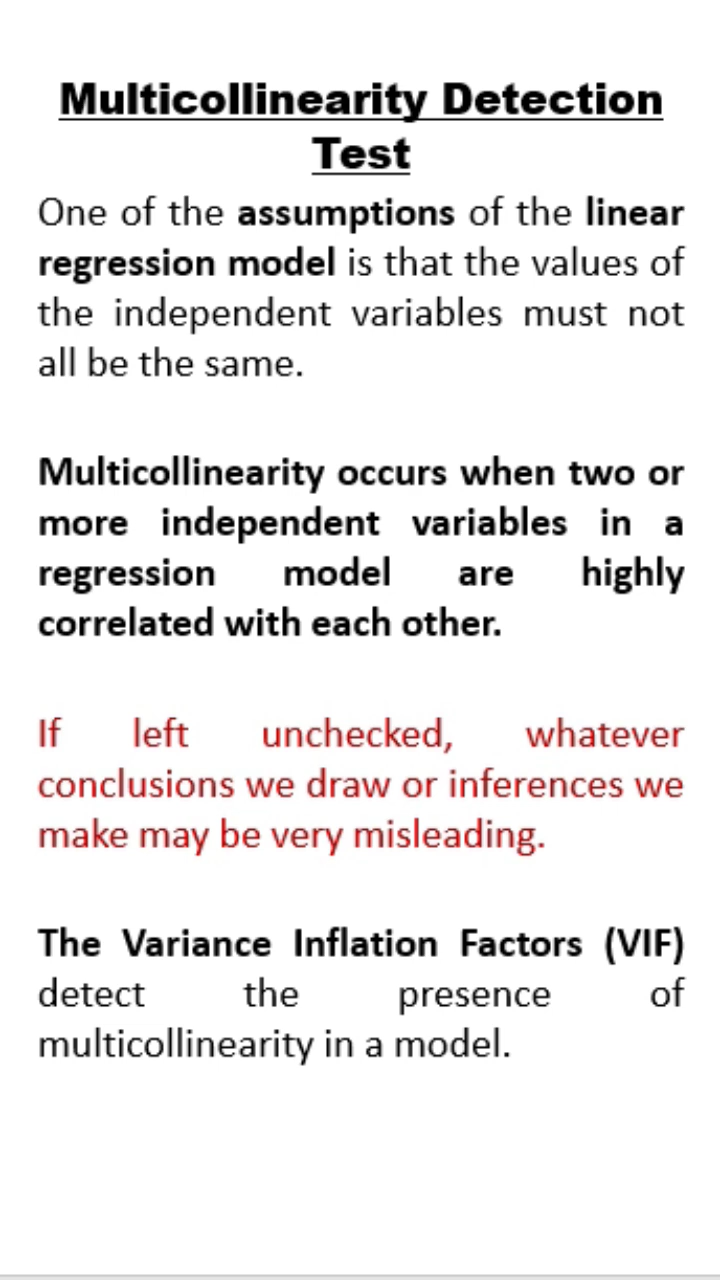 Multicollinearity Detection
Test
One of the assumptions of the linear
regression model is that the values of
the independent variables must not
all be the same.
Multicollinearity occurs when two or
more independent variables in a
regression model are highly
correlated with each other.
If left unchecked, whatever
conclusions we draw or inferences we
make may be very misleading.
The Variance Inflation Factors (VIF)
detect the presence of
multicollinearity in a model.